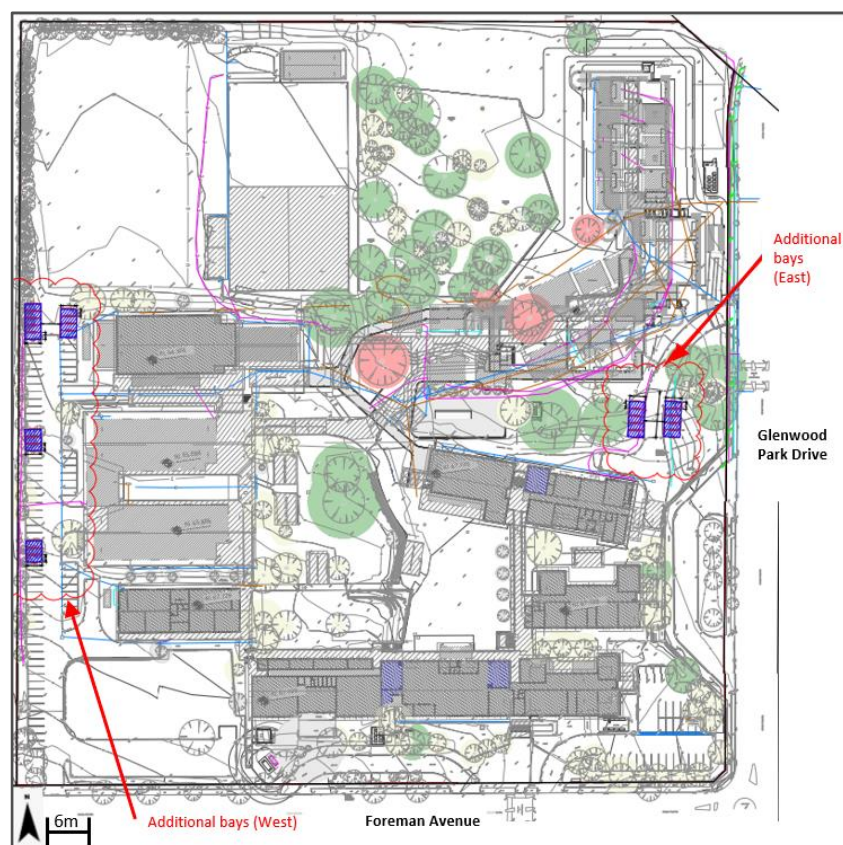 Additional
bays
(East)
Glenwood
Park Drive
N
6m
Additional bays (West)
Foreman Avenue